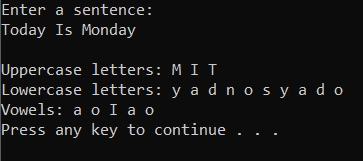 Enter a sentence:
Today Is Monday
Uppercase letters: M I T
Lowercase letters: y a d n o s y a d o
Vowels: a o I a o
Press any key to continue . . .